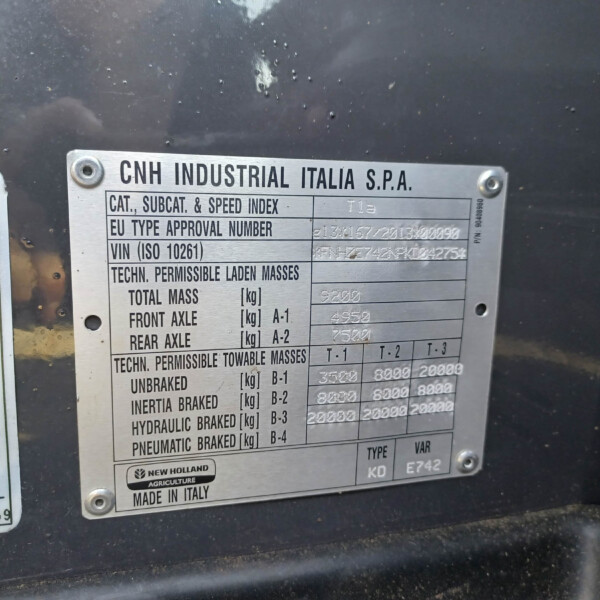 CNH INDUSTRIAL ITALIA S.P.A.
CAT., SUBCAT. & SPEED INDEX T1a
EU TYPE APPROVAL NUMBER
VIN (ISO 10261)
TECHN. PERMISSIBLE LADEN MASSES
TOTAL MASS [kg] 9200
FRONT AXLE [kg] A-1 4950
REAR AXLE [kg] A-2 7500
TECHN. PERMISSIBLE TOWABLE MASSES T-1 T-2 T-3
UNBRAKED [kg] B-1 3500 8000 20000
INERTIA BRAKED [kg] B-2 8000 8000 8000
HYDRAULIC BRAKED [kg] B-3 20000 20000 20000
PNEUMATIC BRAKED [kg] B-4
TYPE VAR
KD E742
NEW HOLLAND
AGRICULTURE
MADE IN ITALY